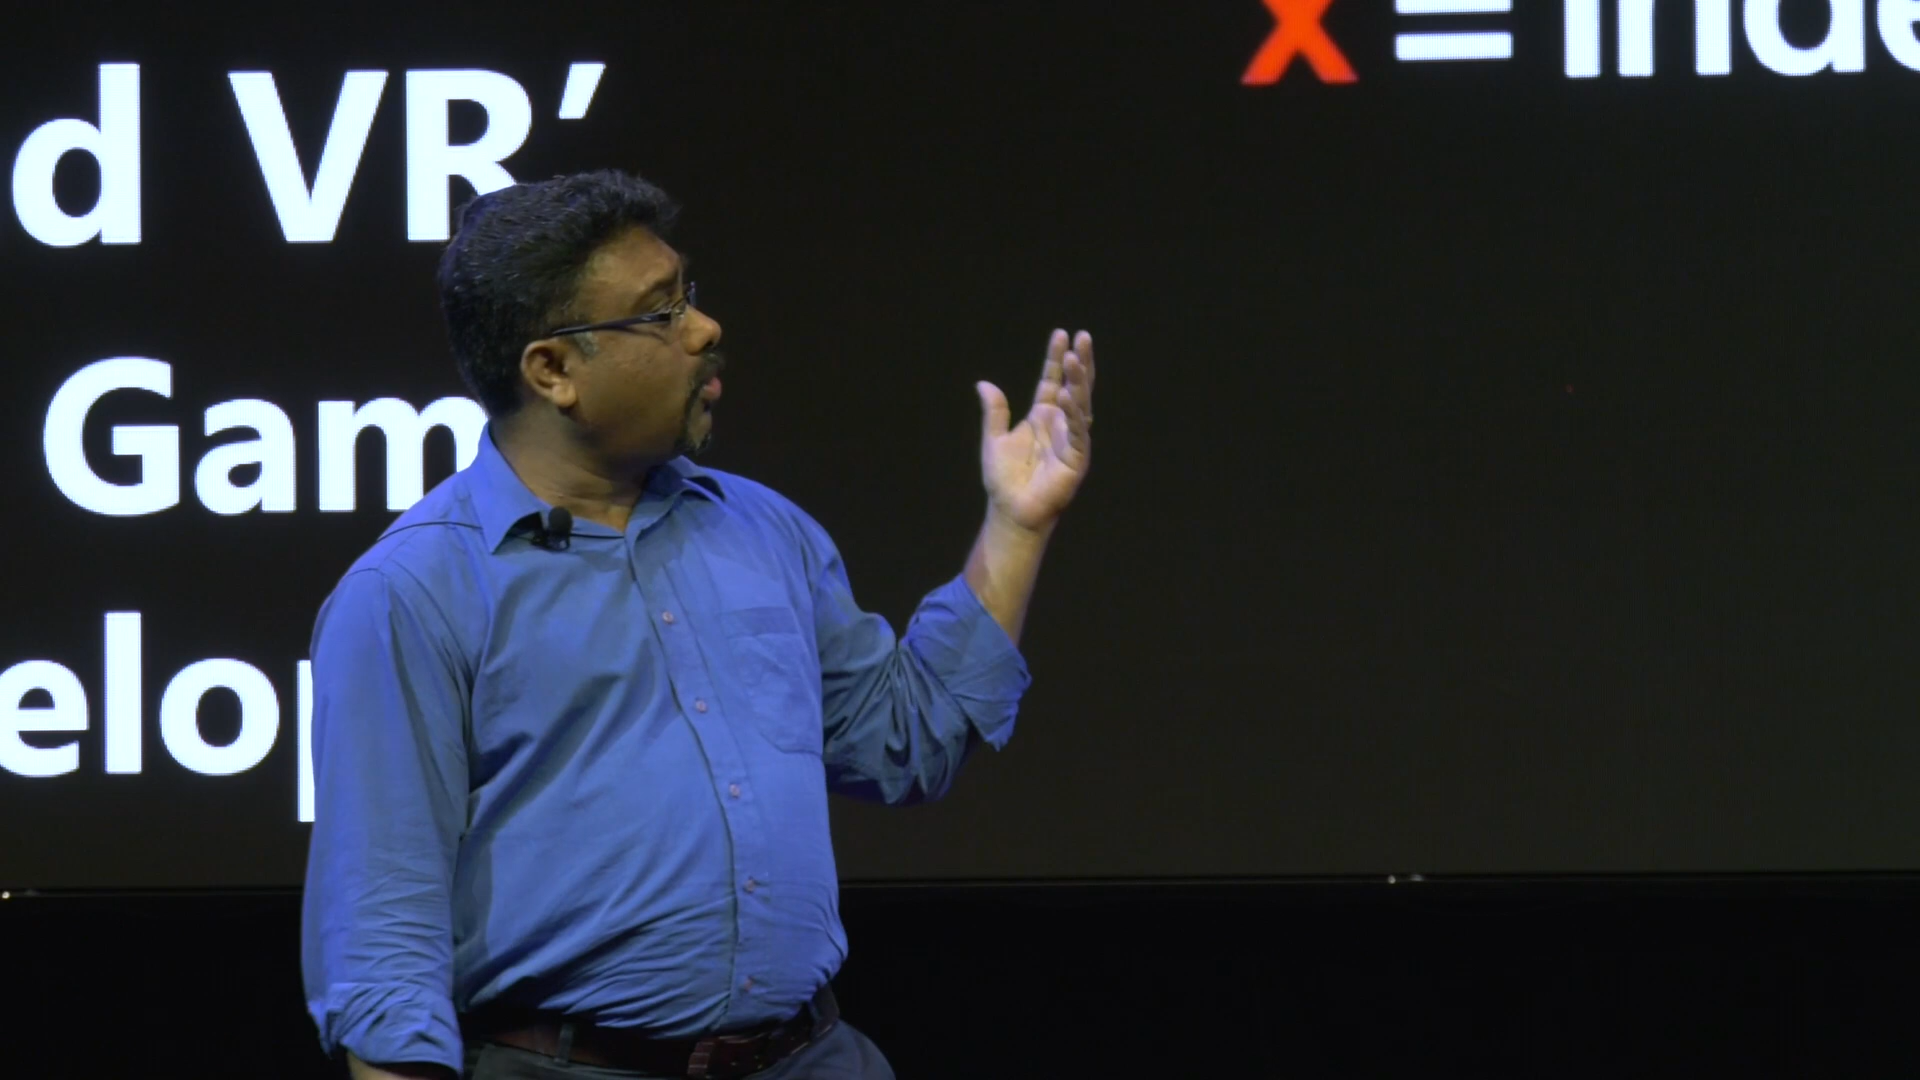 d VR’
Gam
elop
x = inde